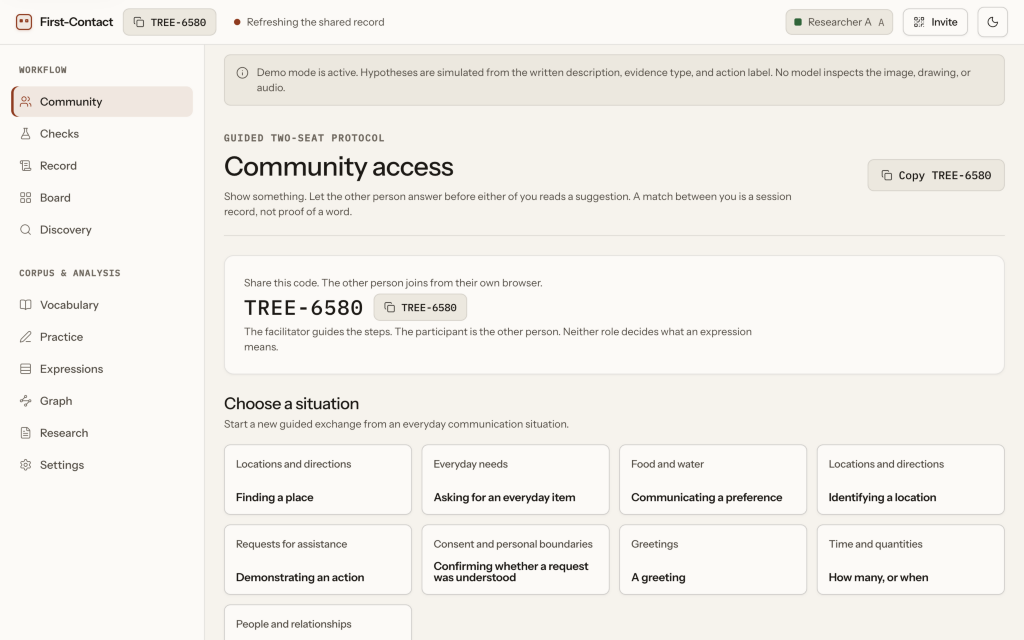 First-Contact
TREE-6580
Refreshing the shared record
Researcher A A
Invite
WORKFLOW
Community
Checks
Record
Board
Discovery
CORPUS & ANALYSIS
Vocabulary
Practice
Expressions
Graph
Research
Settings
Demo mode is active. Hypotheses are simulated from the written description, evidence type, and action label. No model inspects the image, drawing, or
audio.
GUIDED TWO-SEAT PROTOCOL
Community access
Show something. Let the other person answer before either of you reads a suggestion. A match between you is a session
record, not proof of a word.
Copy TREE-6580
Share this code. The other person joins from their own browser.
TREE-6580
TREE-6580
The facilitator guides the steps. The participant is the other person. Neither role decides what an expression
means.
Choose a situation
Start a new guided exchange from an everyday communication situation.
Locations and directions
Finding a place
Everyday needs
Asking for an everyday item
Food and water
Communicating a preference
Locations and directions
Identifying a location
Requests for assistance
Demonstrating an action
Consent and personal boundaries
Confirming whether a request
was understood
Greetings
A greeting
Time and quantities
How many, or when
People and relationships